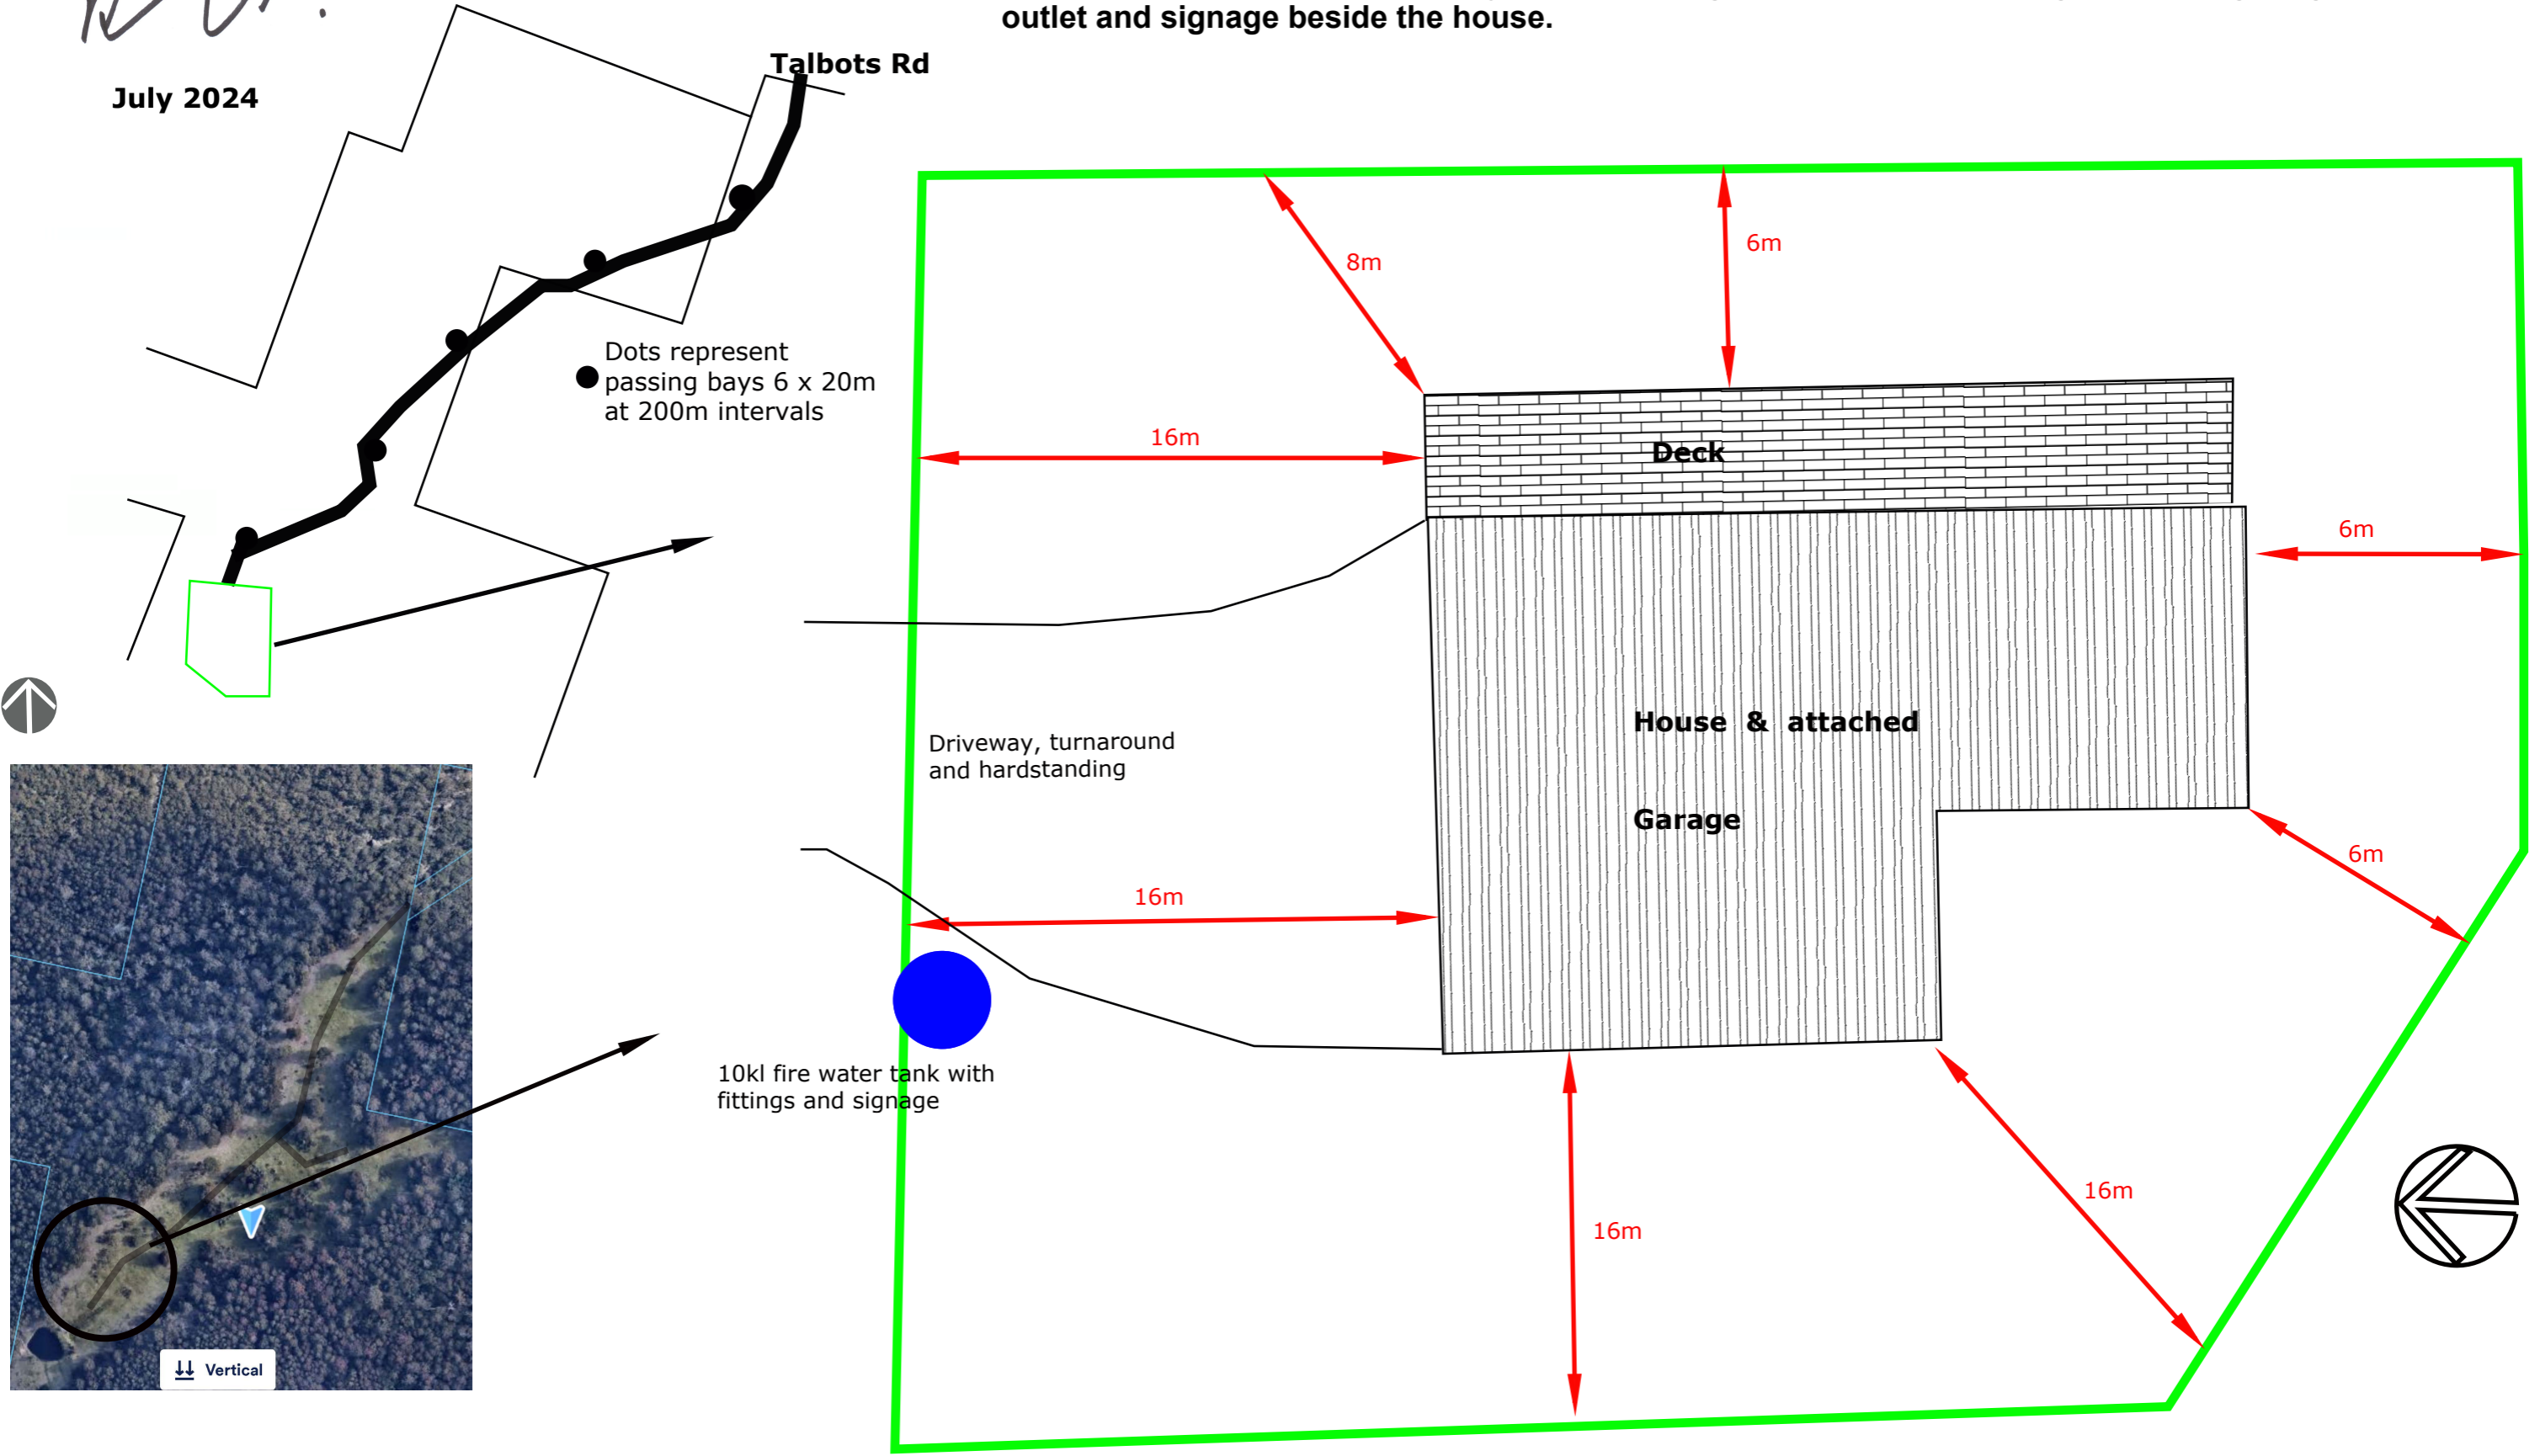 outlet and signage beside the house.
Talbots Rd
July 2024
6m
8m
Dots represent
passing bays 6 x 20m
at 200m intervals
16m
Deck
6m
House & attached
Driveway, turnaround
and hardstanding
Garage
6m
16m
10kl fire water tank with
fittings and signage
16m
16m
Vertical